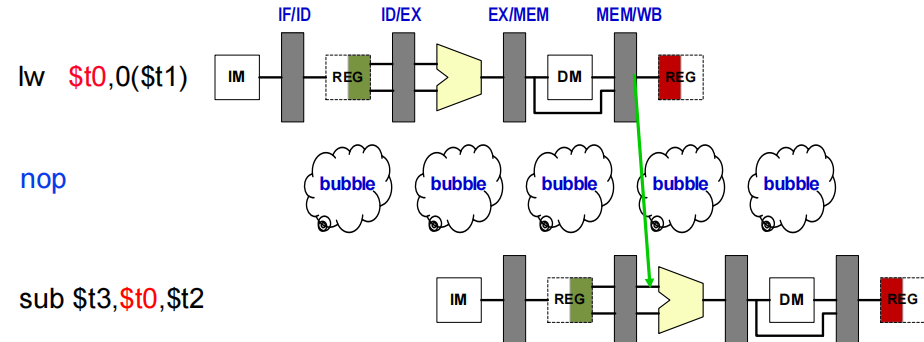 IF/ID ID/EX EX/MEM MEM/WB
lw $t0,0($t1) IM REG DM REG
nop bubble bubble bubble bubble bubble
sub $t3,$t0,$t2 IM REG DM REG